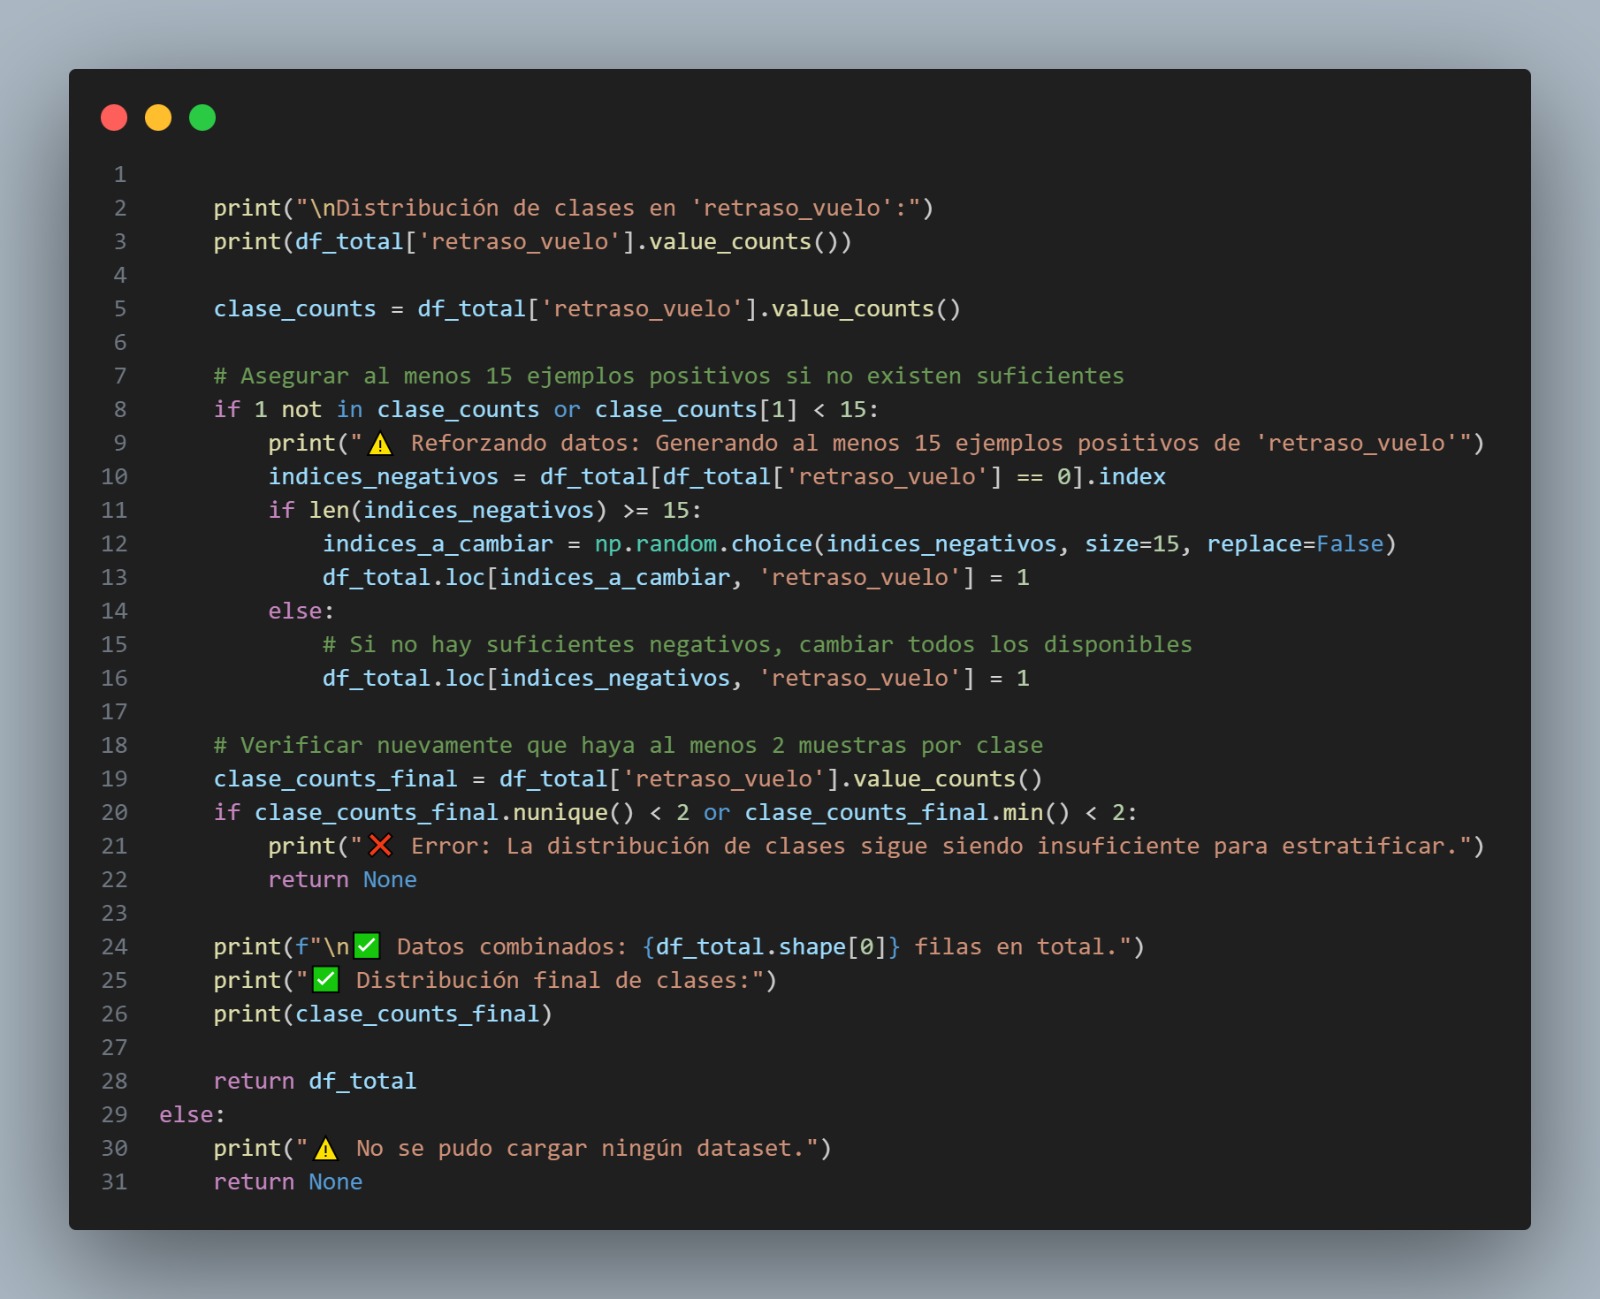 1
2     print("\nDistribución de clases en 'retraso_vuelo':")
3     print(df_total['retraso_vuelo'].value_counts())
4
5     clase_counts = df_total['retraso_vuelo'].value_counts()
6
7     # Asegurar al menos 15 ejemplos positivos si no existen suficientes
8     if 1 not in clase_counts or clase_counts[1] < 15:
9         print("⚠️ Reforzando datos: Generando al menos 15 ejemplos positivos de 'retraso_vuelo'")
10         indices_negativos = df_total[df_total['retraso_vuelo'] == 0].index
11         if len(indices_negativos) >= 15:
12             indices_a_cambiar = np.random.choice(indices_negativos, size=15, replace=False)
13             df_total.loc[indices_a_cambiar, 'retraso_vuelo'] = 1
14         else:
15             # Si no hay suficientes negativos, cambiar todos los disponibles
16             df_total.loc[indices_negativos, 'retraso_vuelo'] = 1
17
18     # Verificar nuevamente que haya al menos 2 muestras por clase
19     clase_counts_final = df_total['retraso_vuelo'].value_counts()
20     if clase_counts_final.nunique() < 2 or clase_counts_final.min() < 2:
21         print("❌ Error: La distribución de clases sigue siendo insuficiente para estratificar.")
22         return None
23
24     print(f"\n✅ Datos combinados: {df_total.shape[0]} filas en total.")
25     print("✅ Distribución final de clases:")
26     print(clase_counts_final)
27
28     return df_total
29 else:
30     print("⚠️ No se pudo cargar ningún dataset.")
31     return None